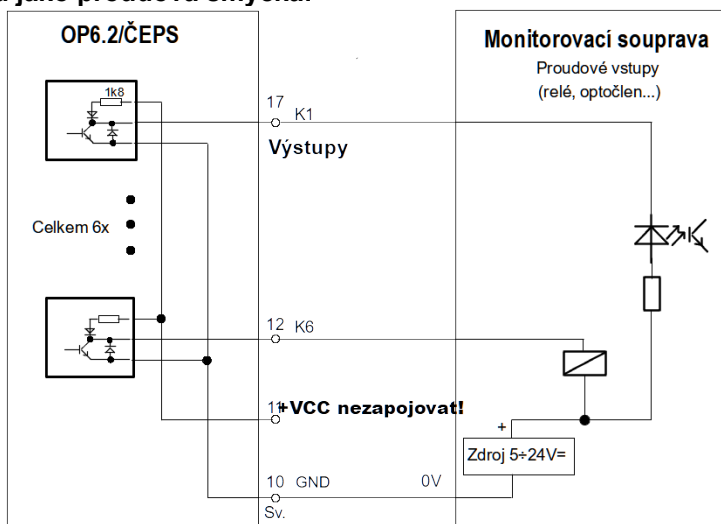 OP6.2/ČEPS
1k8
Celkem 6x
17 K1
Výstupy
12 K6
11 +VCC nezapojovat!
10 GND
Sv.
0V
Monitorovací souprava
Proudové vstupy
(relé, optočlen...)
+
Zdroj 5÷24V=